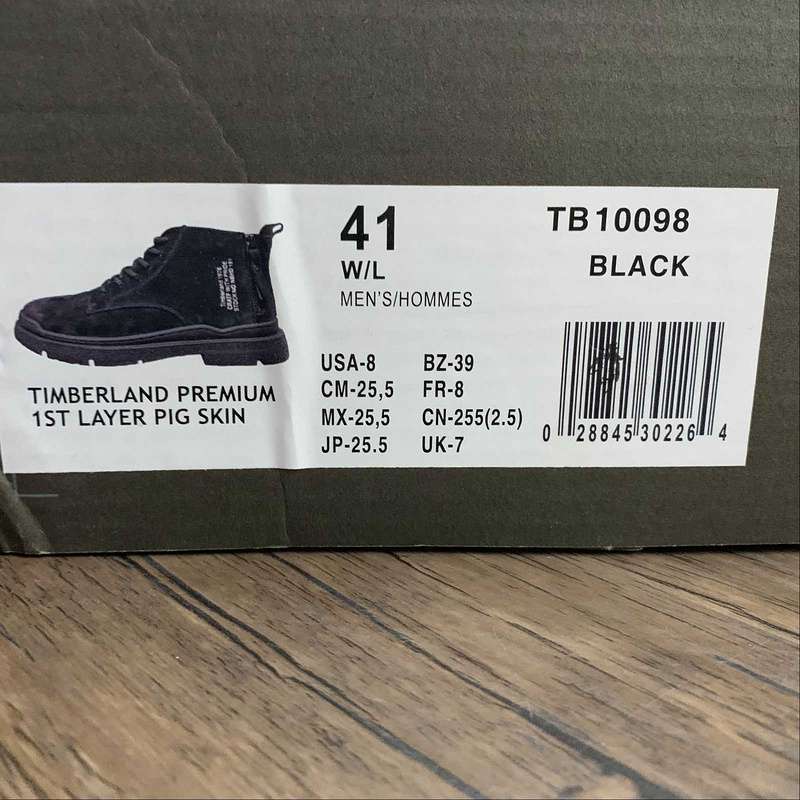 41
W/L
MEN'S/HOMMES
TB10098
BLACK
TIMBERLAND PREMIUM
1ST LAYER PIG SKIN
USA-8 BZ-39
CM-25,5 FR-8
MX-25,5 CN-255(2.5)
JP-25.5 UK-7
0 28845 30226 4